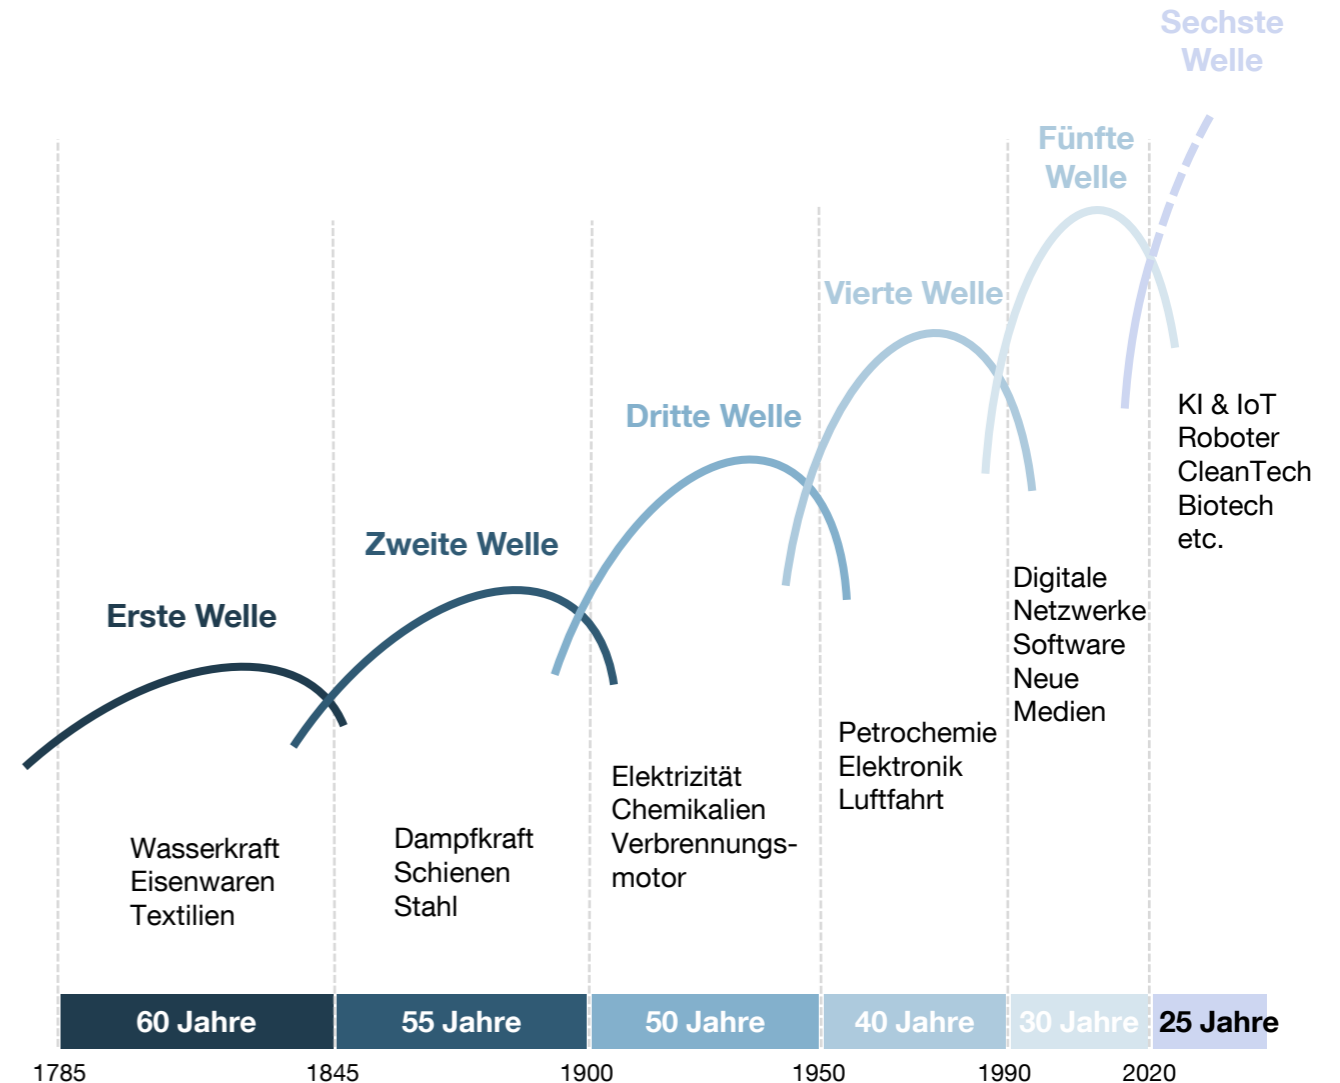 Sechste
Welle
Fünfte
Welle
Vierte Welle
Dritte Welle
Zweite Welle
Erste Welle
KI & IoT
Roboter
CleanTech
Biotech
etc.
Digitale
Netzwerke
Software
Neue
Medien
Petrochemie
Elektronik
Luftfahrt
Elektrizität
Chemikalien
Verbrennungs-
motor
Dampfkraft
Schienen
Stahl
Wasserkraft
Eisenwaren
Textilien
60 Jahre
55 Jahre
50 Jahre
40 Jahre
30 Jahre
25 Jahre
1785
1845
1900
1950
1990
2020